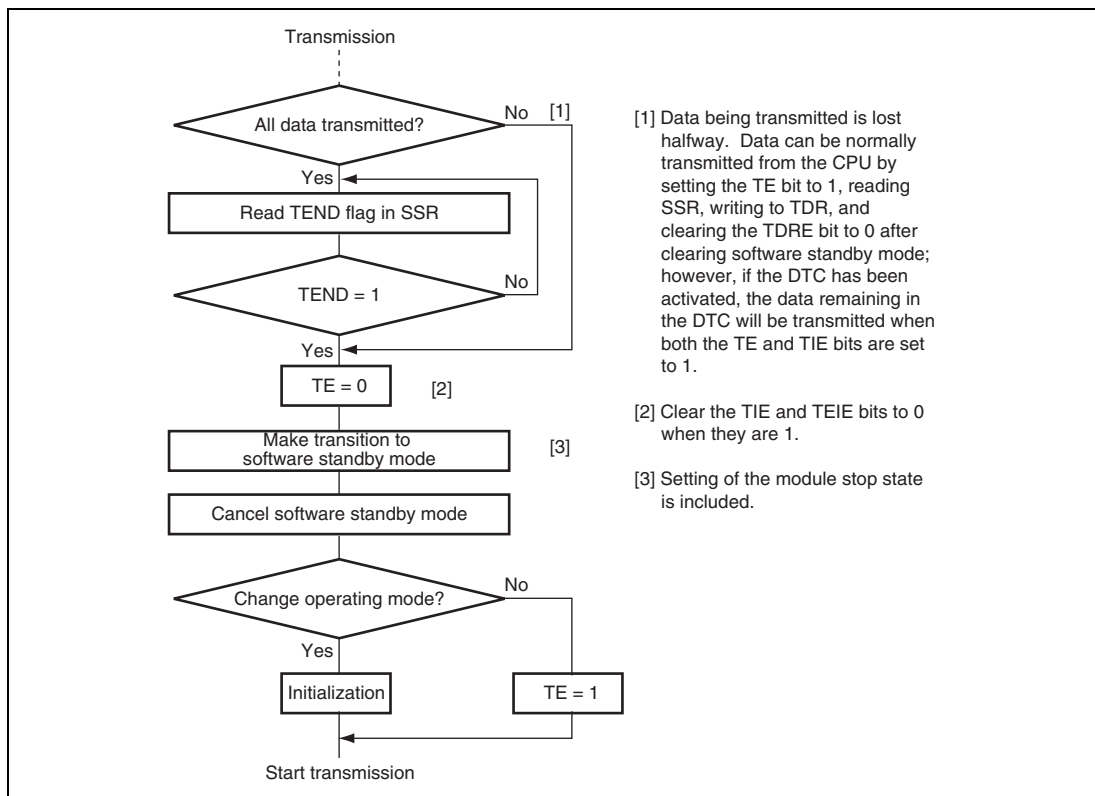 Transmission
All data transmitted?
No
[1]
Yes
Read TEND flag in SSR
TEND = 1
No
Yes
TE = 0
[2]
Make transition to
software standby mode
[3]
Cancel software standby mode
Change operating mode?
No
Yes
Initialization
TE = 1
Start transmission
[1] Data being transmitted is lost
halfway. Data can be normally
transmitted from the CPU by
setting the TE bit to 1, reading
SSR, writing to TDR, and
clearing the TDRE bit to 0 after
clearing software standby mode;
however, if the DTC has been
activated, the data remaining in
the DTC will be transmitted when
both the TE and TIE bits are set
to 1.
[2] Clear the TIE and TEIE bits to 0
when they are 1.
[3] Setting of the module stop state
is included.